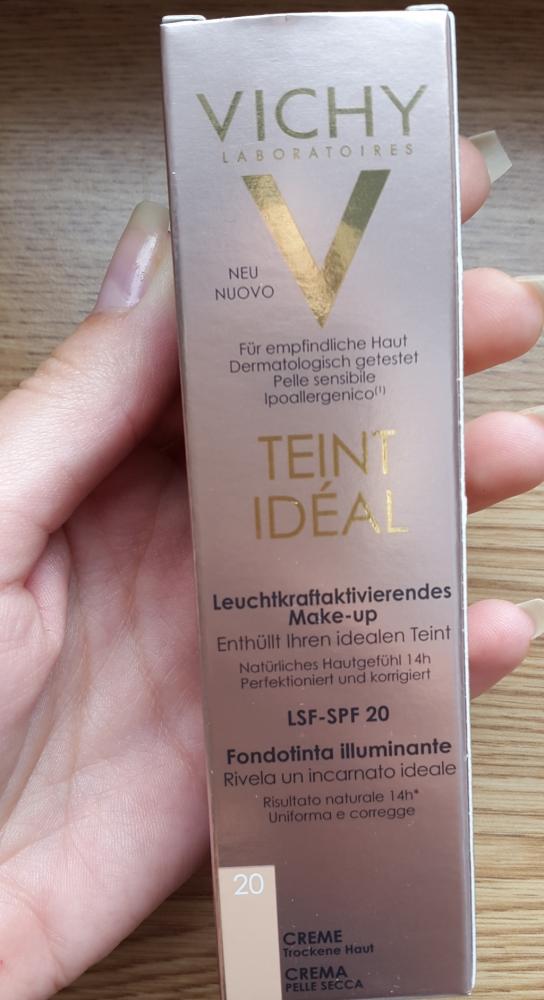 VICHY
LABORATOIRES
NEU
NUOVO
Für empfindliche Haut
Dermatologisch getestet
Pelle sensibile
Ipoallergenico(1)
TEINT
IDÉAL
Leuchtkraftaktivierendes
Make-up
Enthüllt Ihren idealen Teint
Natürliches Hautgefühl 14h
Perfektioniert und korrigiert
LSF-SPF 20
Fondotinta illuminante
Rivela un incarnato ideale
Risultato naturale 14h*
Uniforma e corregge
20
CREME
Trockene Haut
CREMA
PELLE SECCA